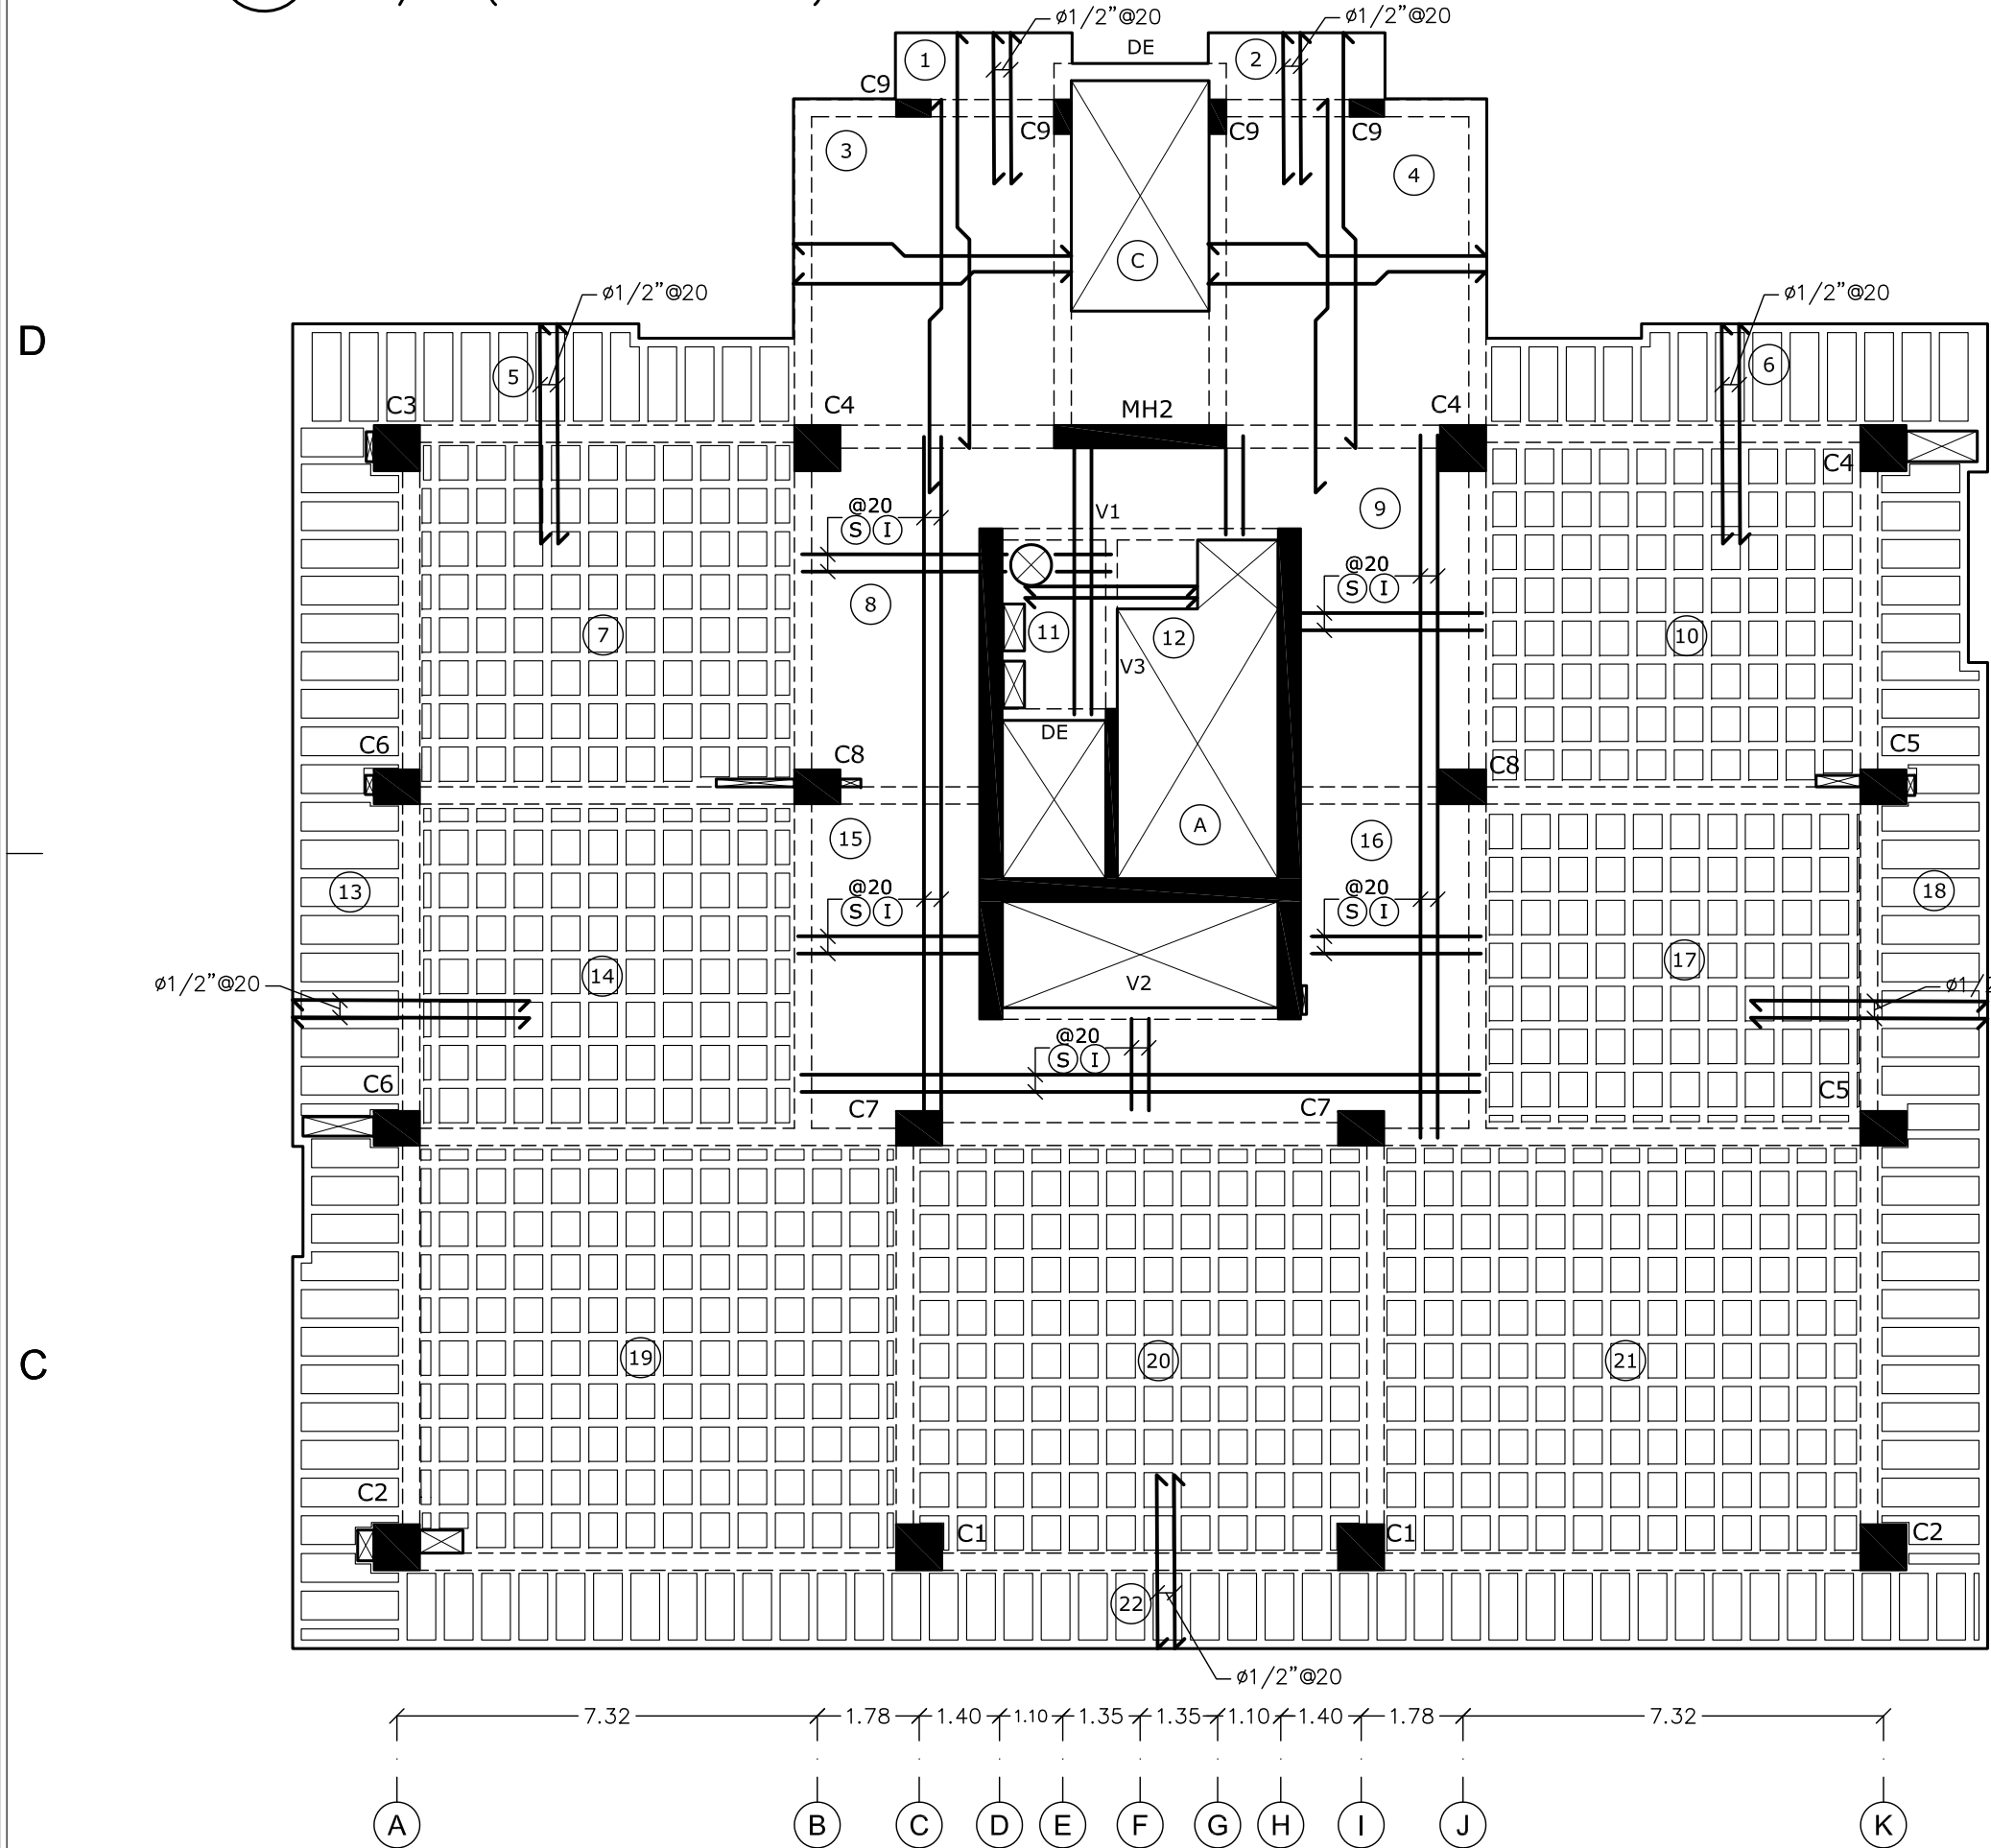 ø1/2"@20
ø1/2"@20
1
DE
2
C9
C9
C9
C9
3
4
C
ø1/2"@20
ø1/2"@20
D
5
6
C3
C4
MH2
C4
C4
@20
S I
V1
9
@20
S I
8
7
11
12
10
V3
DE
C6
C8
C8
C5
15
A
16
13
@20
S I
@20
S I
18
14
17
ø1/2"@20
V2
ø1/
@20
S I
C6
C7
C7
C5
19
20
21
C
C2
C1
C1
C2
22
ø1/2"@20
7.32 1.78 1.40 1.10 1.35 1.35 1.10 1.40 1.78 7.32
A B C D E F G H I J K